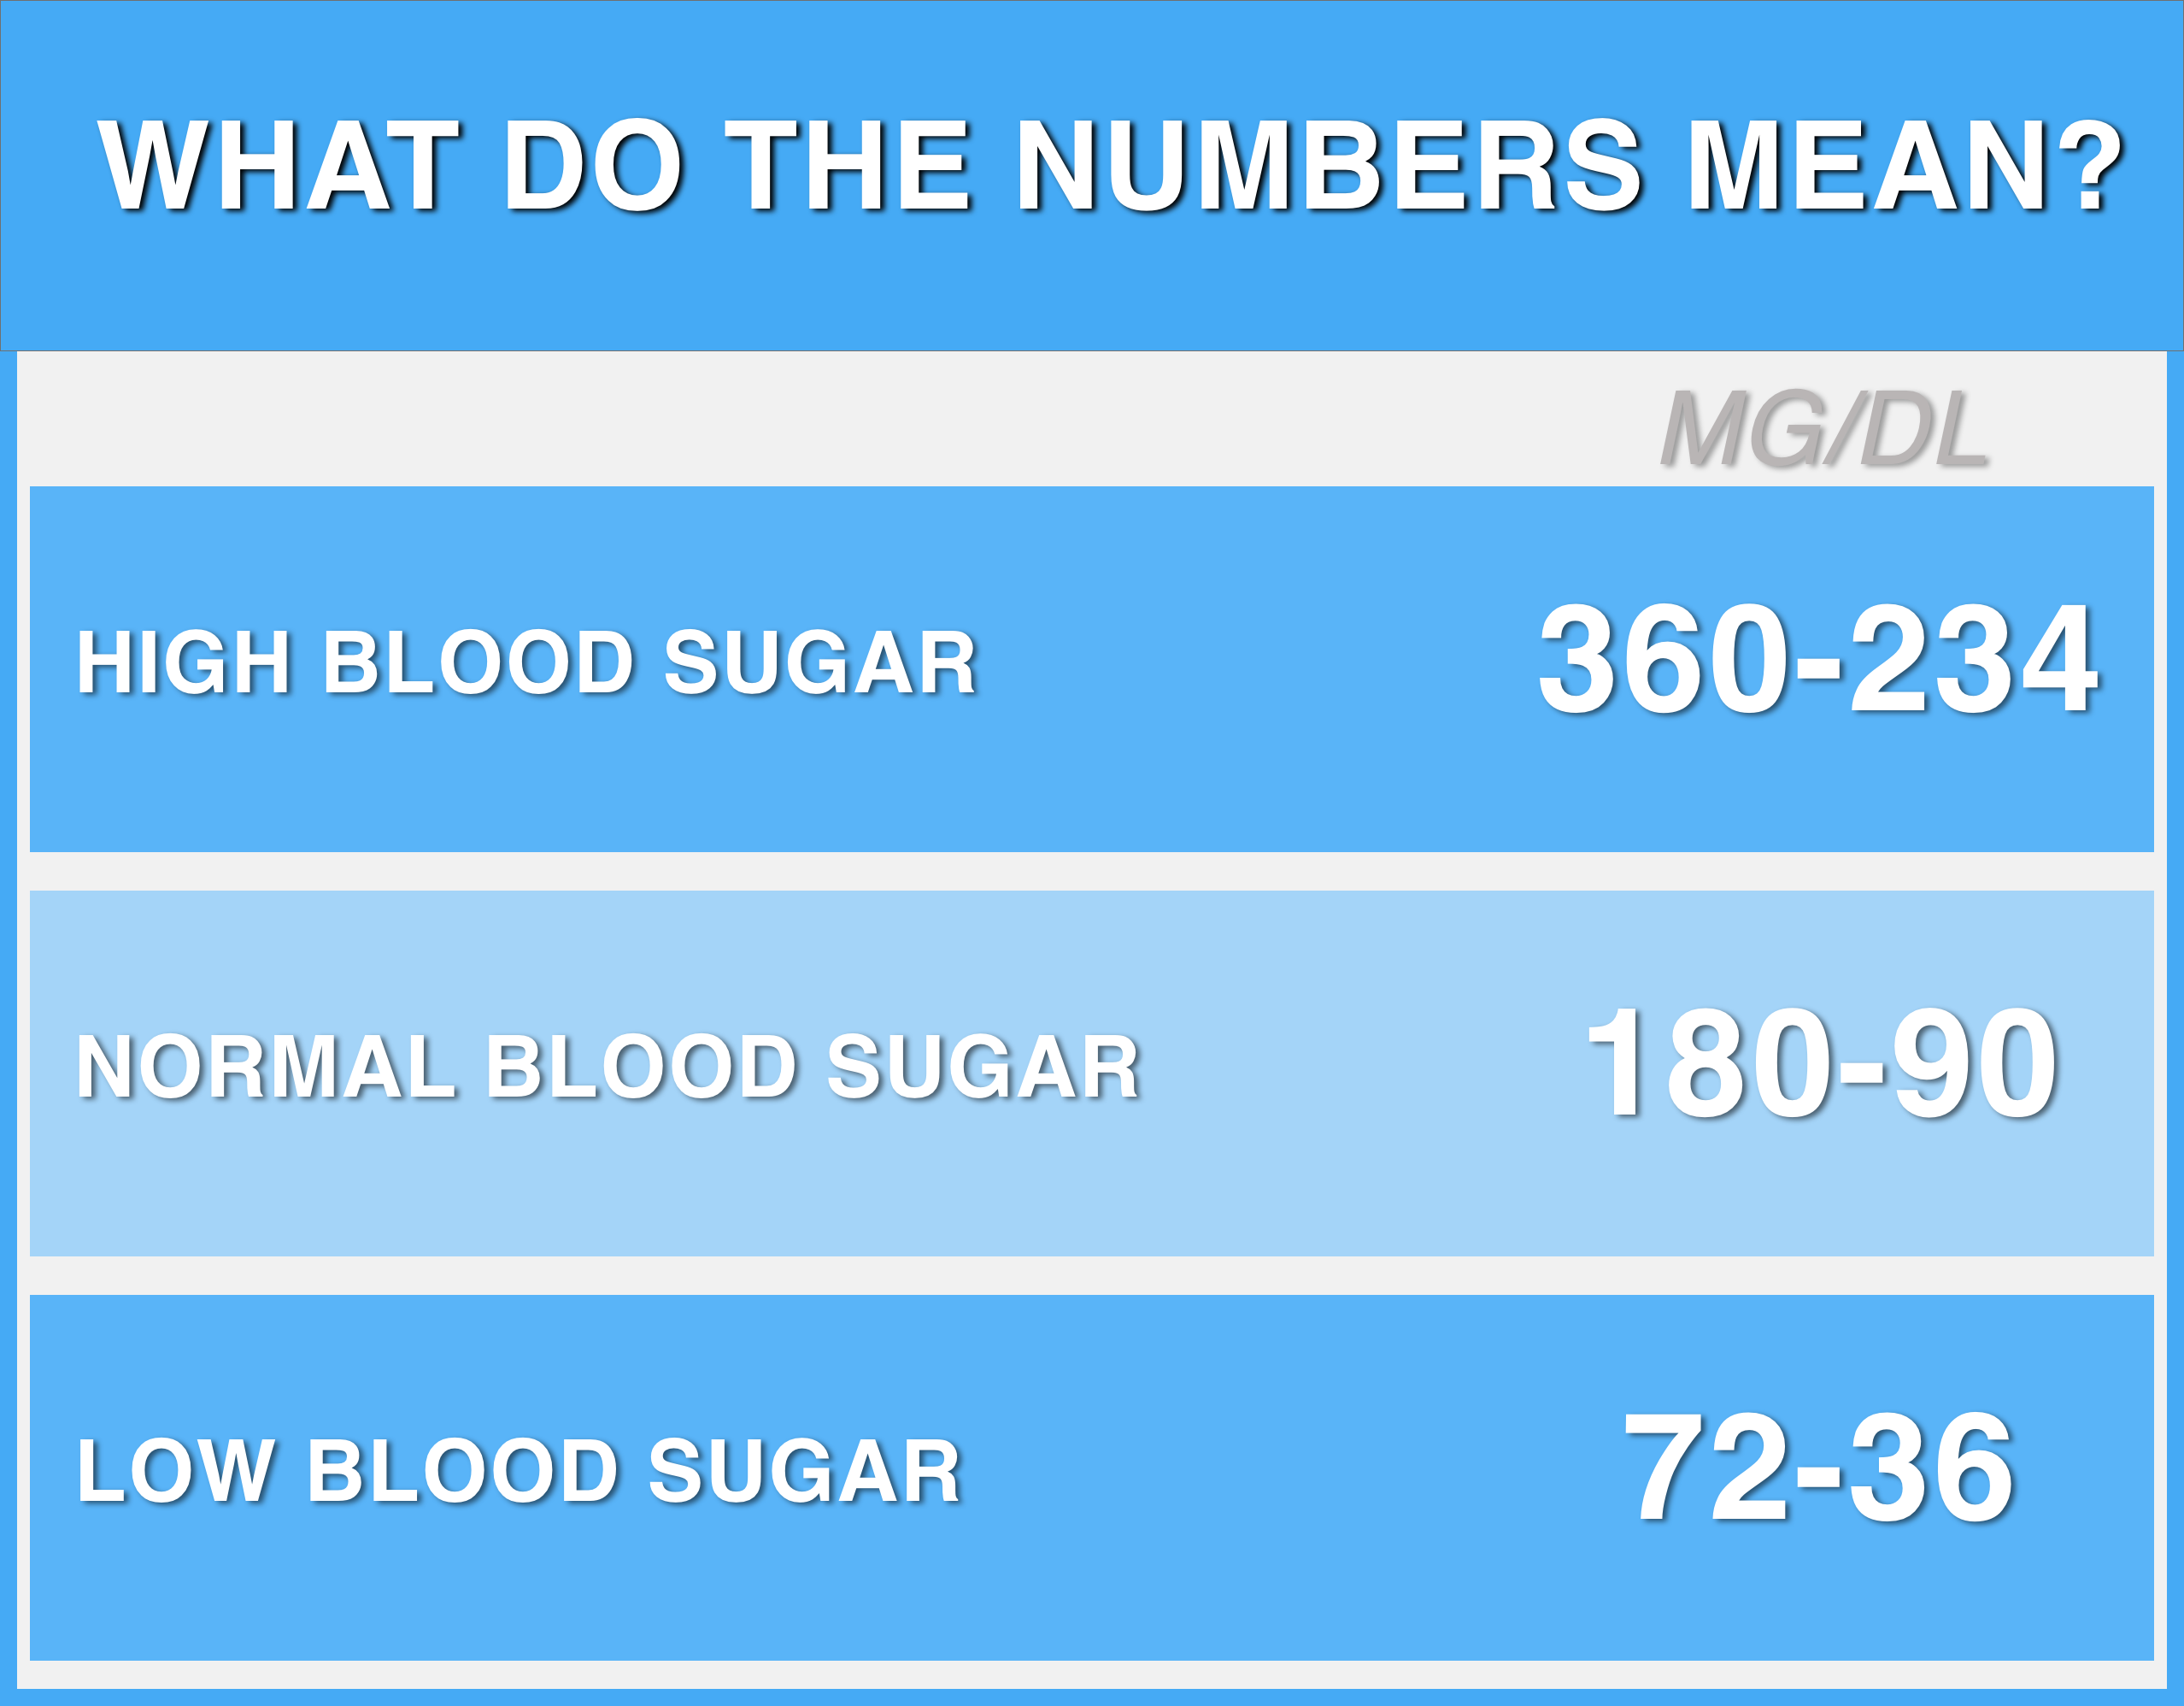 WHAT DO THE NUMBERS MEAN?
MG/DL
HIGH BLOOD SUGAR 360-234
NORMAL BLOOD SUGAR 180-90
LOW BLOOD SUGAR 72-36